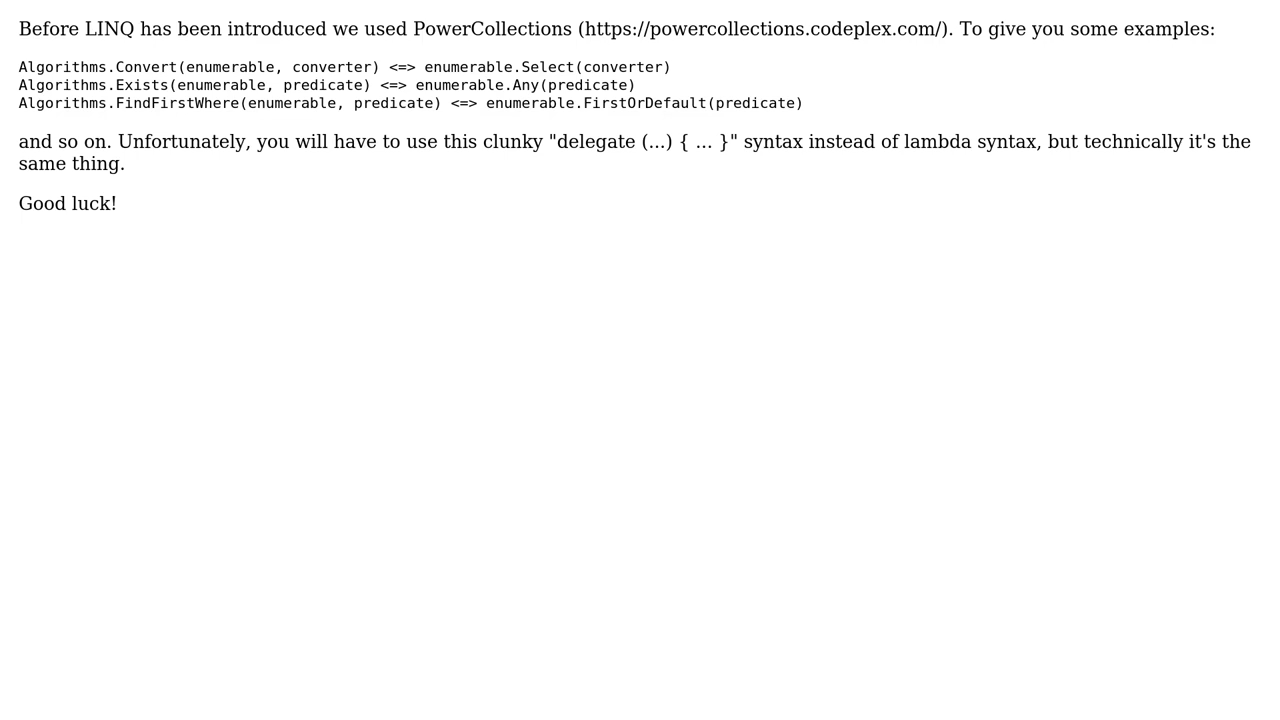 Before LINQ has been introduced we used PowerCollections (https://powercollections.codeplex.com/). To give you some examples:
Algorithms.Convert(enumerable, converter) <=> enumerable.Select(converter)
Algorithms.Exists(enumerable, predicate) <=> enumerable.Any(predicate)
Algorithms.FindFirstWhere(enumerable, predicate) <=> enumerable.FirstOrDefault(predicate)
and so on. Unfortunately, you will have to use this clunky "delegate (...) { ... }" syntax instead of lambda syntax, but technically it's the
same thing.
Good luck!